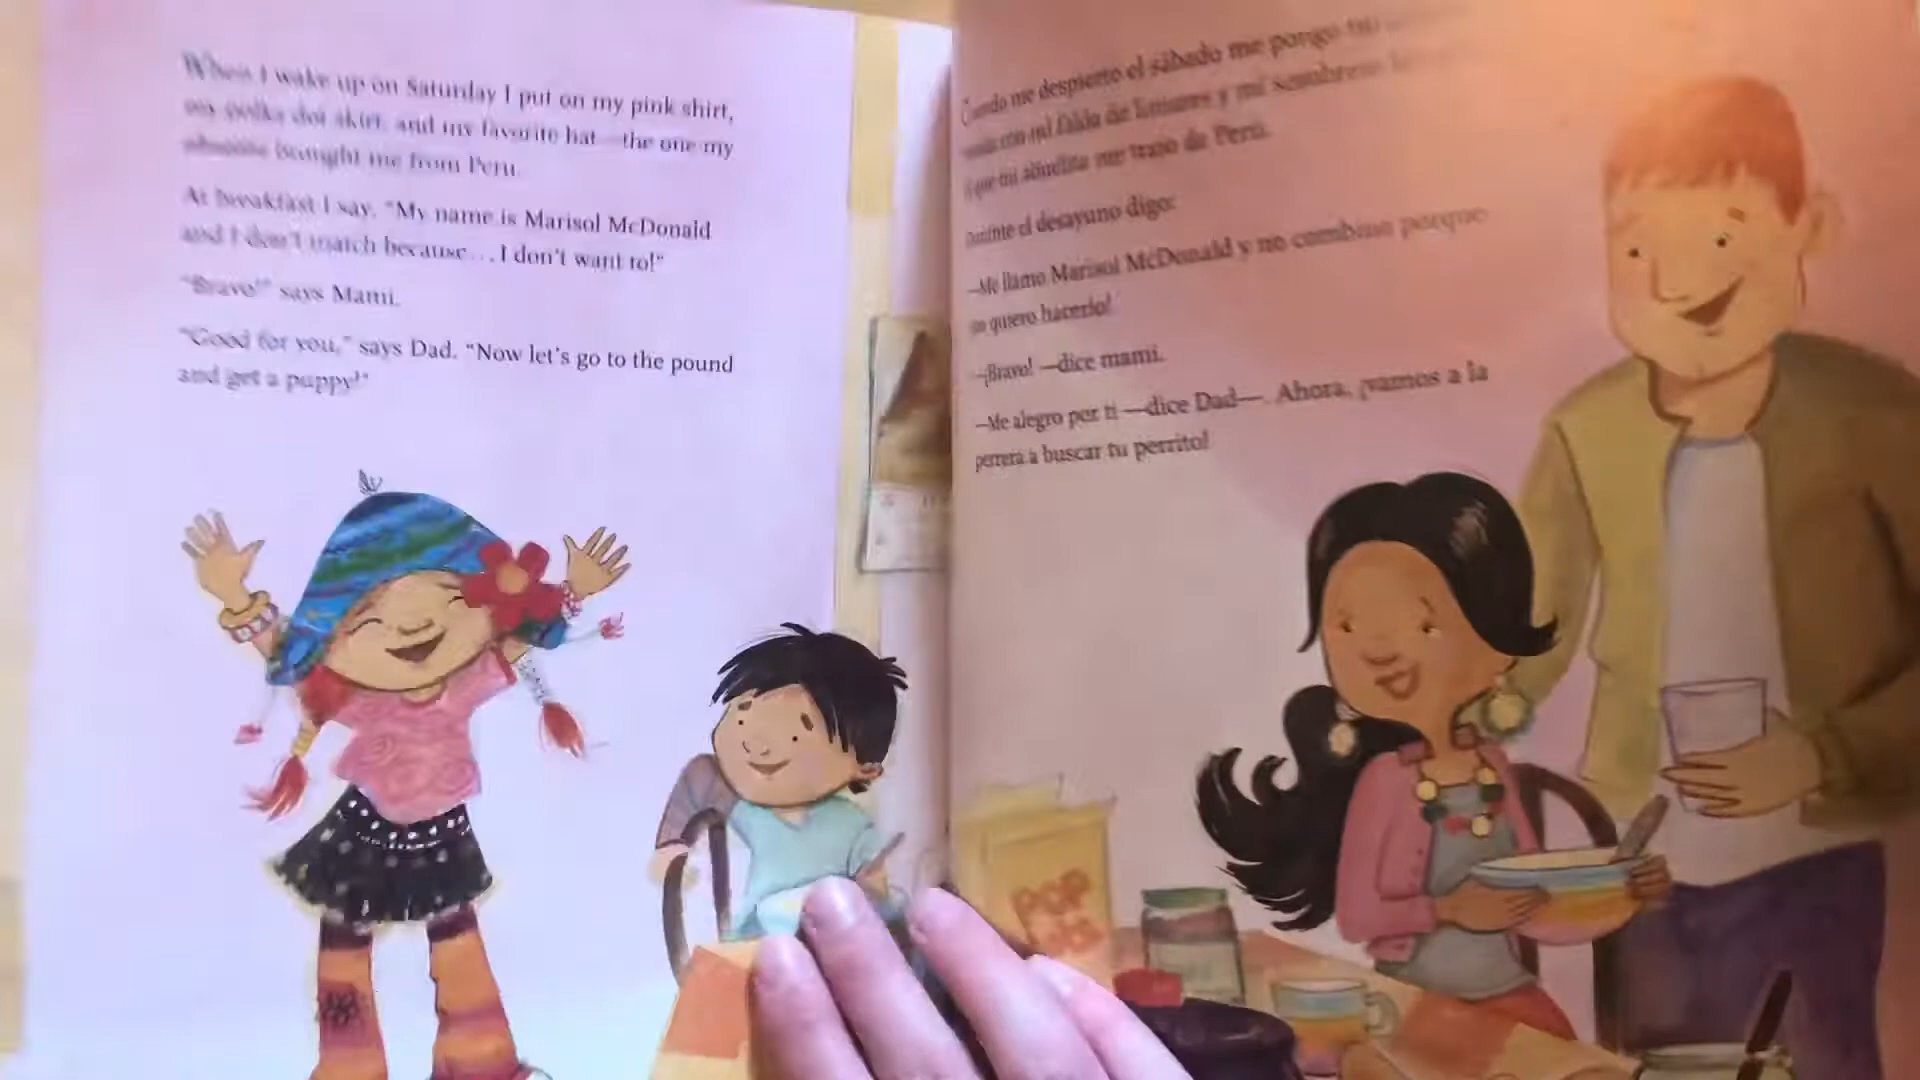 When I wake up on Saturday I put on my pink shirt,
my polka dot skirt, and my favorite hat—the one my
abuelita brought me from Peru.
At breakfast I say, "My name is Marisol McDonald
and I don't match because... I don't want to!"
"Bravo!" says Mami.
"Good for you," says Dad. "Now let's go to the pound
and get a puppy!"
Cuando me despierto el sábado me pongo mi
con mi falda de lunares y mi sombrero
que mi abuelita me trajo de Perú.
Durante el desayuno digo:
—Me llamo Marisol McDonald y no combino porque
no quiero hacerlo!
—¡Bravo! —dice mami.
—Me alegro por ti —dice Dad—. Ahora, ¡vamos a la
perrera a buscar tu perrito!
POP